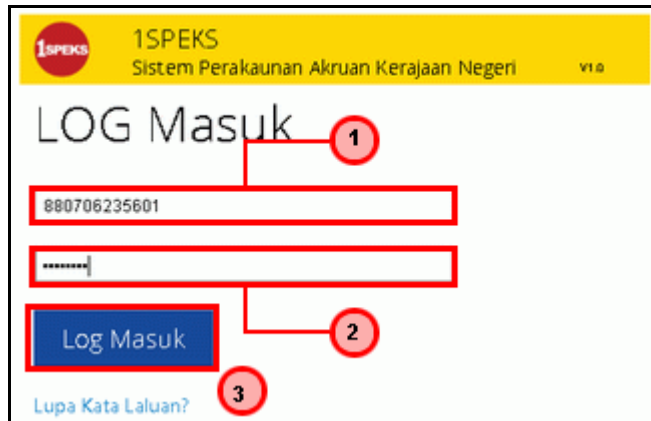 1SPEKS
1SPEKS
Sistem Perakaunan Akruan Kerajaan Negeri V1.0
LOG Masuk
1
880706235601
••••••••
Log Masuk
2
3
Lupa Kata Laluan?